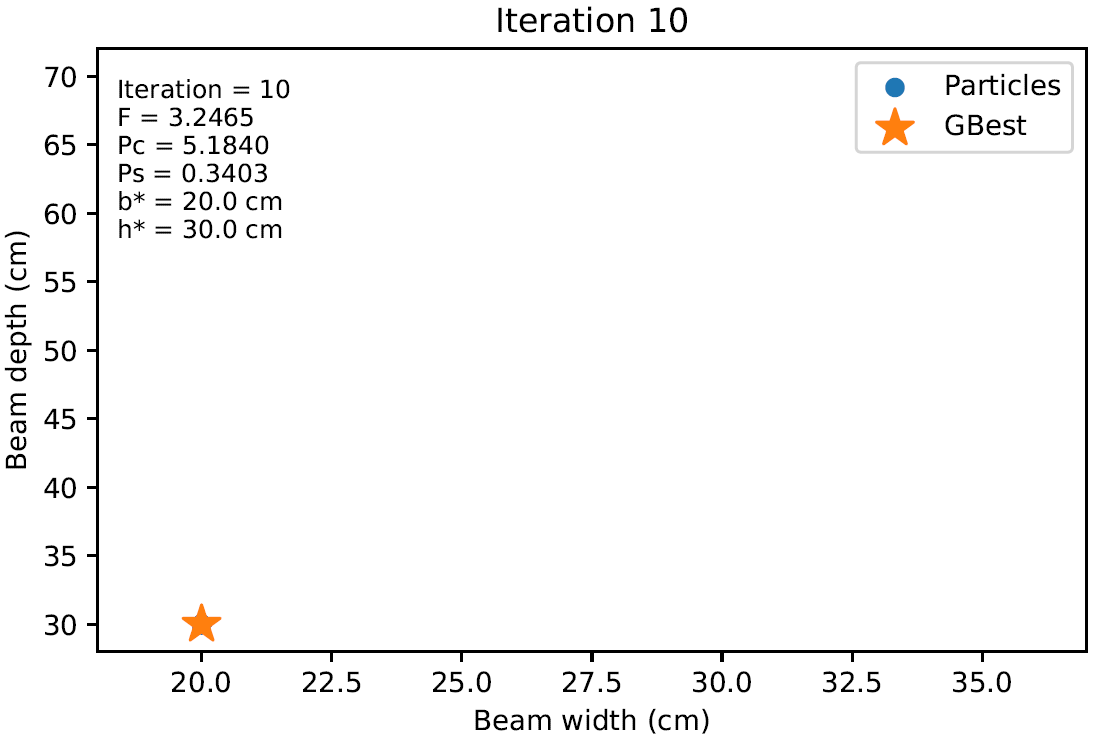 Iteration 10
Iteration = 10
F = 3.2465
Pc = 5.1840
Ps = 0.3403
b* = 20.0 cm
h* = 30.0 cm
Particles
GBest
Beam depth (cm)
70
65
60
55
50
45
40
35
30
20.0 22.5 25.0 27.5 30.0 32.5 35.0
Beam width (cm)